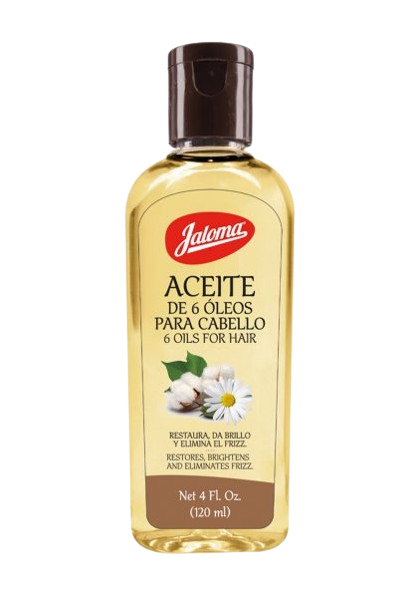 Jaloma
ACEITE
DE 6 ÓLEOS
PARA CABELLO
6 OILS FOR HAIR
RESTAURA, DA BRILLO
Y ELIMINA EL FRIZZ.
RESTORES, BRIGHTENS
AND ELIMINATES FRIZZ.
Net 4 Fl. Oz.
(120 ml)